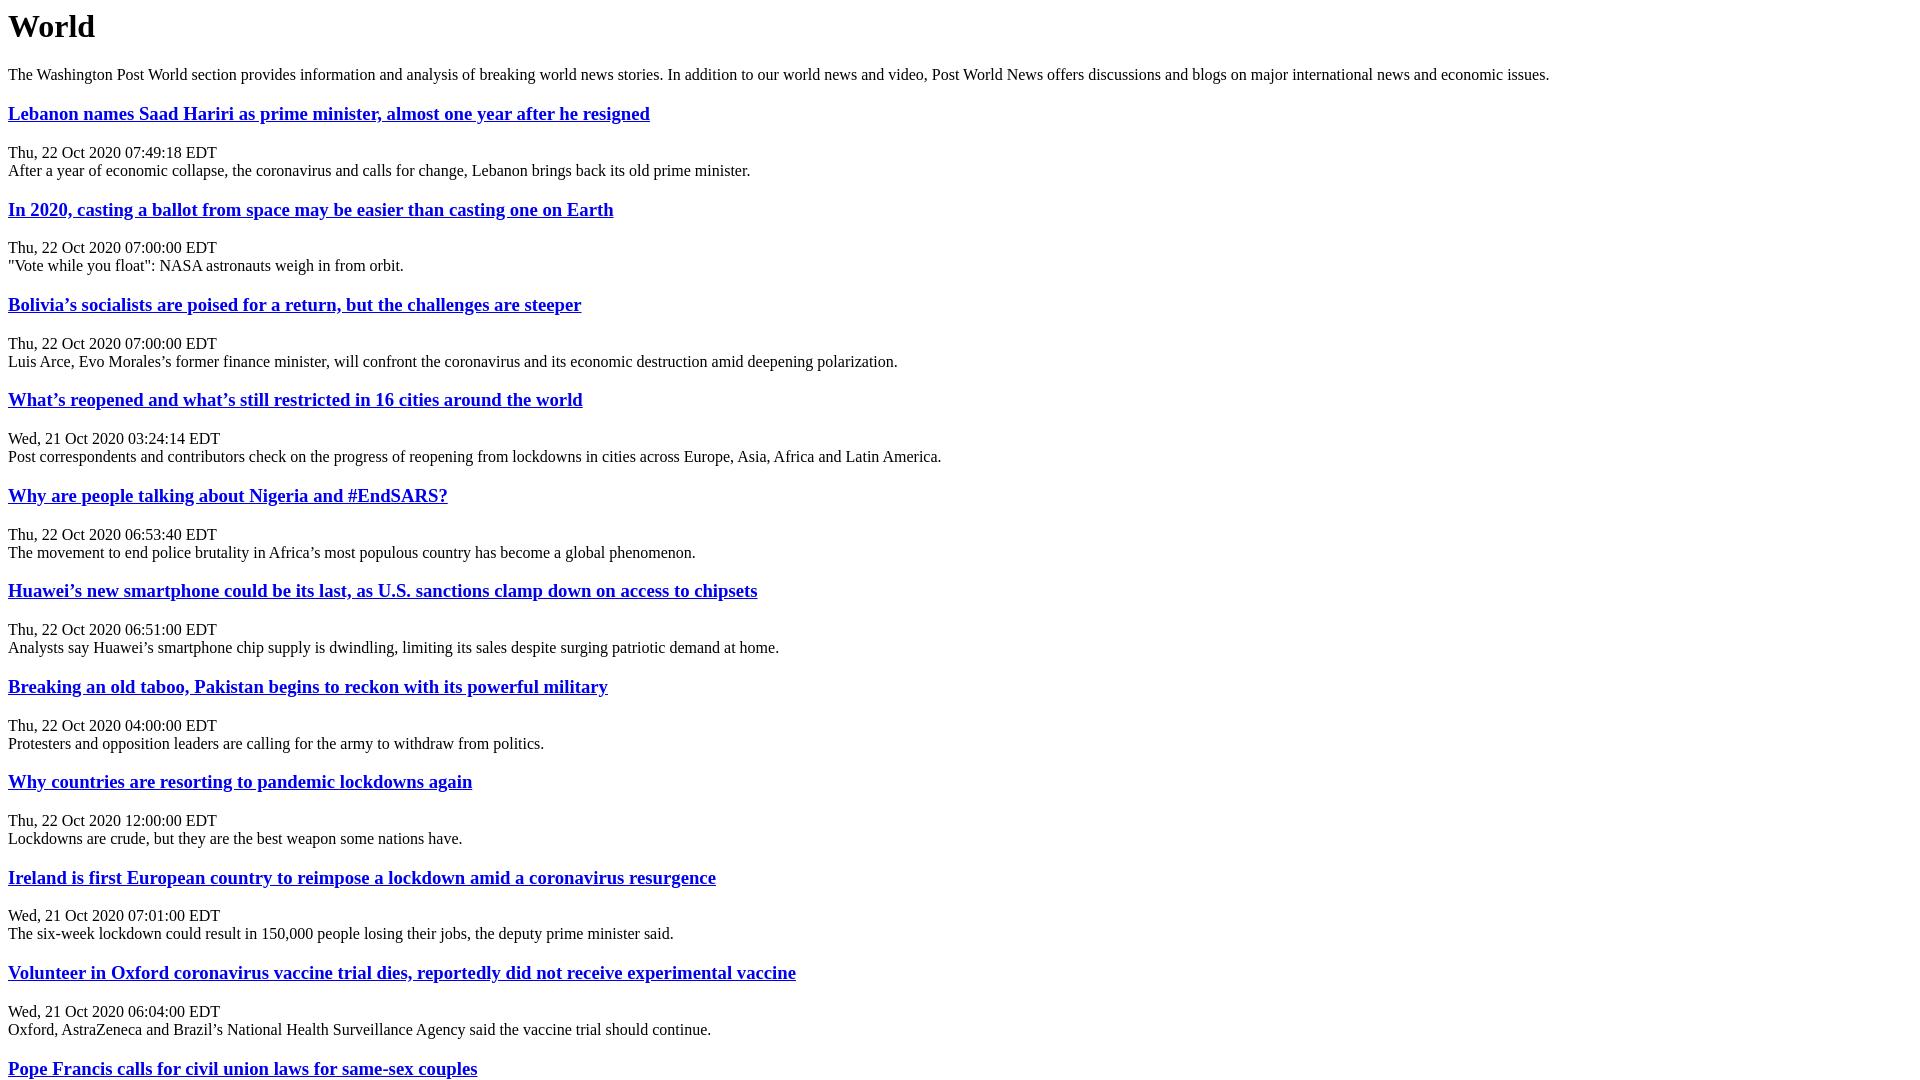 World
The Washington Post World section provides information and analysis of breaking world news stories. In addition to our world news and video, Post World News offers discussions and blogs on major international news and economic issues.
Lebanon names Saad Hariri as prime minister, almost one year after he resigned
Thu, 22 Oct 2020 07:49:18 EDT
After a year of economic collapse, the coronavirus and calls for change, Lebanon brings back its old prime minister.
In 2020, casting a ballot from space may be easier than casting one on Earth
Thu, 22 Oct 2020 07:00:00 EDT
"Vote while you float": NASA astronauts weigh in from orbit.
Bolivia’s socialists are poised for a return, but the challenges are steeper
Thu, 22 Oct 2020 07:00:00 EDT
Luis Arce, Evo Morales’s former finance minister, will confront the coronavirus and its economic destruction amid deepening polarization.
What’s reopened and what’s still restricted in 16 cities around the world
Wed, 21 Oct 2020 03:24:14 EDT
Post correspondents and contributors check on the progress of reopening from lockdowns in cities across Europe, Asia, Africa and Latin America.
Why are people talking about Nigeria and #EndSARS?
Thu, 22 Oct 2020 06:53:40 EDT
The movement to end police brutality in Africa’s most populous country has become a global phenomenon.
Huawei’s new smartphone could be its last, as U.S. sanctions clamp down on access to chipsets
Thu, 22 Oct 2020 06:51:00 EDT
Analysts say Huawei’s smartphone chip supply is dwindling, limiting its sales despite surging patriotic demand at home.
Breaking an old taboo, Pakistan begins to reckon with its powerful military
Thu, 22 Oct 2020 04:00:00 EDT
Protesters and opposition leaders are calling for the army to withdraw from politics.
Why countries are resorting to pandemic lockdowns again
Thu, 22 Oct 2020 12:00:00 EDT
Lockdowns are crude, but they are the best weapon some nations have.
Ireland is first European country to reimpose a lockdown amid a coronavirus resurgence
Wed, 21 Oct 2020 07:01:00 EDT
The six-week lockdown could result in 150,000 people losing their jobs, the deputy prime minister said.
Volunteer in Oxford coronavirus vaccine trial dies, reportedly did not receive experimental vaccine
Wed, 21 Oct 2020 06:04:00 EDT
Oxford, AstraZeneca and Brazil’s National Health Surveillance Agency said the vaccine trial should continue.
Pope Francis calls for civil union laws for same-sex couples